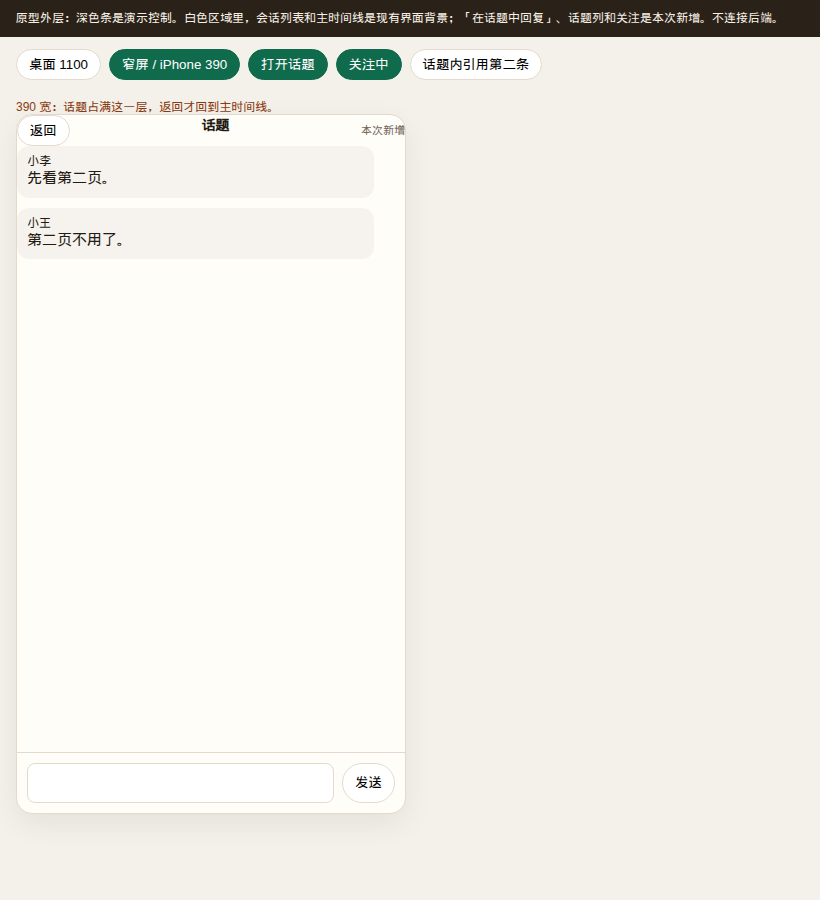 原型外层：深色条是演示控制。白色区域里，会话列表和主时间线是现有界面背景；「在话题中回复」、话题列和关注是本次新增。不连接后端。
桌面 1100
窄屏 / iPhone 390
打开话题
关注中
话题内引用第二条
390 宽：话题占满这一层，返回才回到主时间线。
返回
话题
本次新增
小李
先看第二页。
小王
第二页不用了。
发送